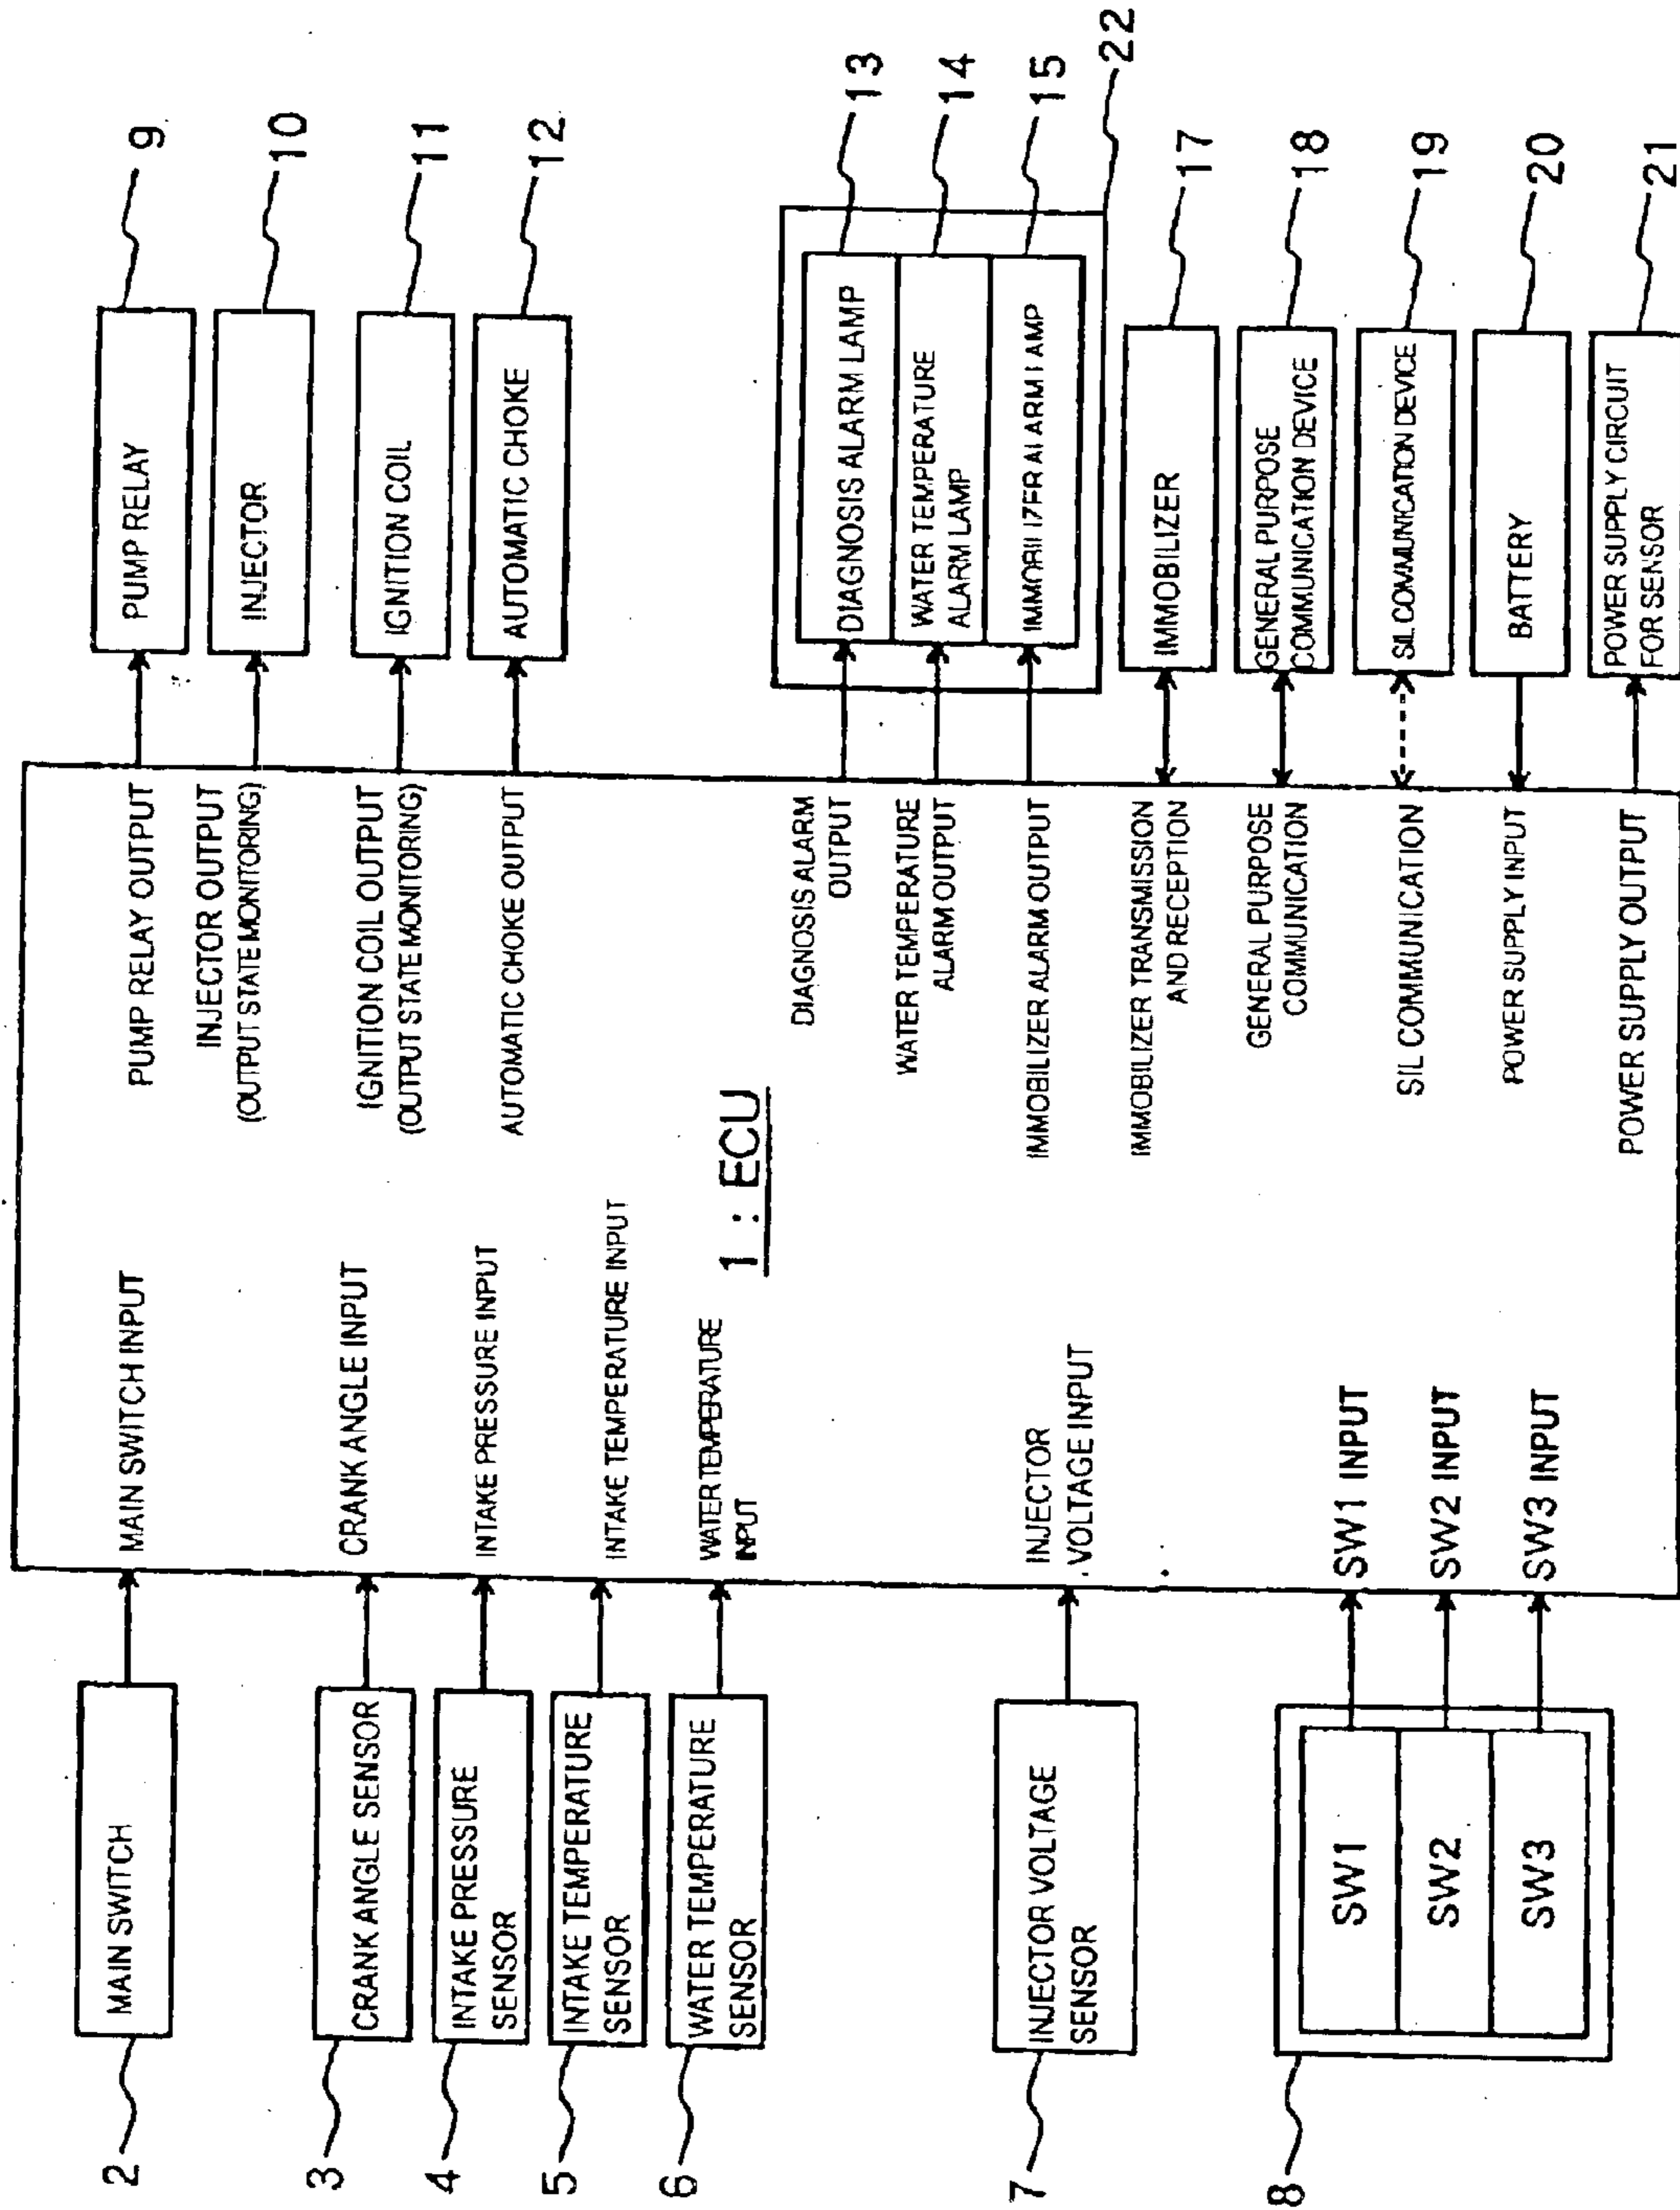 2
MAIN SWITCH
MAIN SWITCH INPUT
3
CRANK ANGLE SENSOR
CRANK ANGLE INPUT
4
INTAKE PRESSURE
SENSOR
INTAKE PRESSURE INPUT
5
INTAKE TEMPERATURE
SENSOR
INTAKE TEMPERATURE INPUT
6
WATER TEMPERATURE
SENSOR
WATER TEMPERATURE
INPUT
1 : ECU
7
INJECTOR VOLTAGE
SENSOR
INJECTOR
VOLTAGE INPUT
8
SW1
SW1 INPUT
SW2
SW2 INPUT
SW3
SW3 INPUT
PUMP RELAY OUTPUT
PUMP RELAY
9
INJECTOR OUTPUT
(OUTPUT STATE MONITORING)
INJECTOR
10
IGNITION COIL OUTPUT
(OUTPUT STATE MONITORING)
IGNITION COIL
11
AUTOMATIC CHOKE OUTPUT
AUTOMATIC CHOKE
12
DIAGNOSIS ALARM
OUTPUT
DIAGNOSIS ALARM LAMP
13
WATER TEMPERATURE
ALARM OUTPUT
WATER TEMPERATURE
ALARM LAMP
14
IMMOBILIZER ALARM OUTPUT
IMMOBILIZER ALARM LAMP
15
22
IMMOBILIZER TRANSMISSION
AND RECEPTION
IMMOBILIZER
17
GENERAL PURPOSE
COMMUNICATION
GENERAL PURPOSE
COMMUNICATION DEVICE
18
SIL COMMUNICATION
SIL COMMUNICATION DEVICE
19
POWER SUPPLY INPUT
BATTERY
20
POWER SUPPLY OUTPUT
POWER SUPPLY CIRCUIT
FOR SENSOR
21